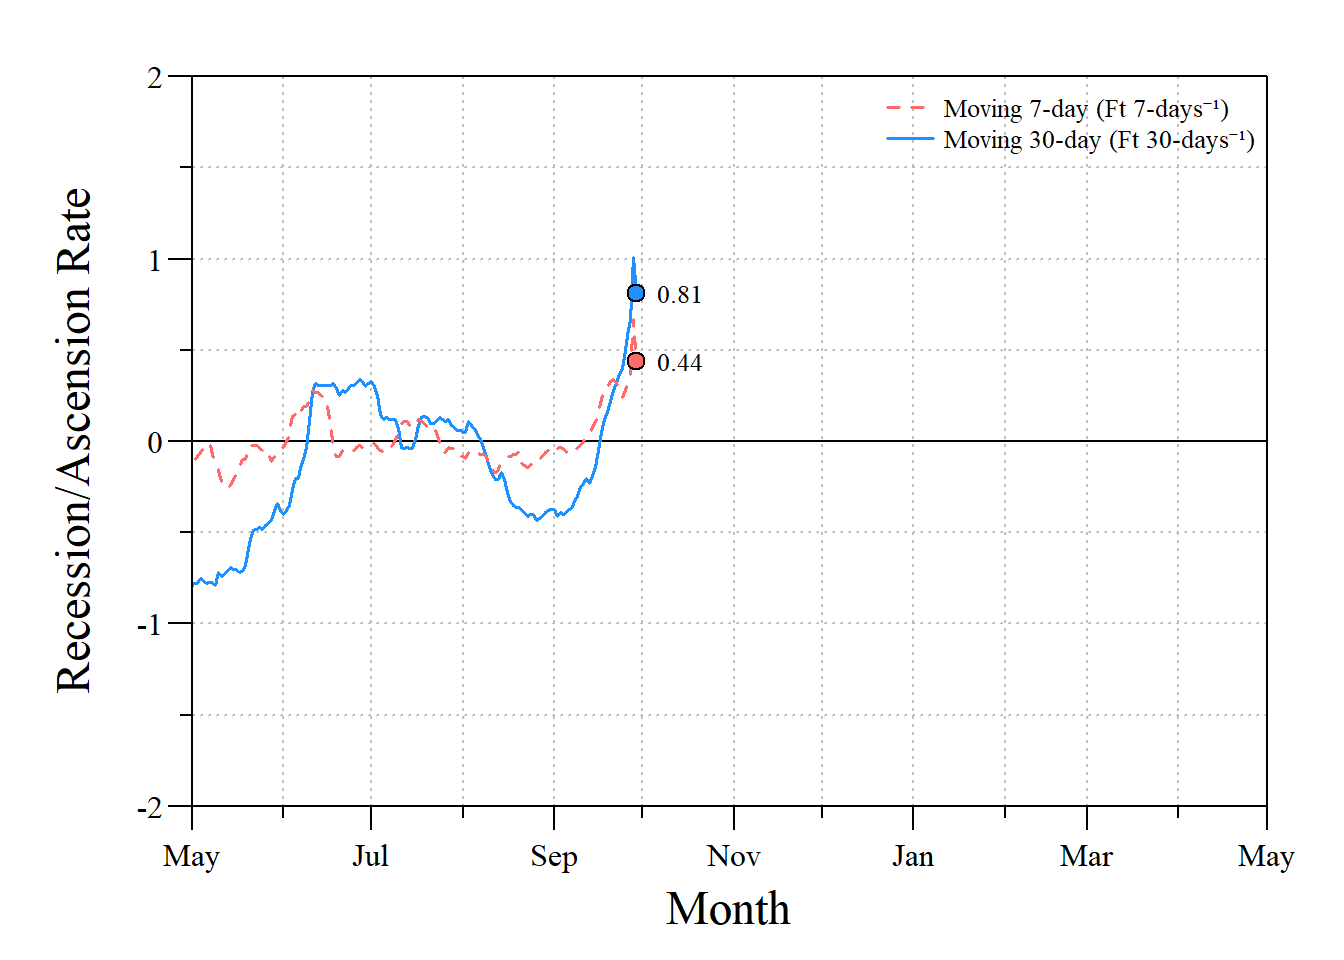 2
Moving 7-day (Ft 7-days⁻¹)
Moving 30-day (Ft 30-days⁻¹)
1
0.81
0.44
0
-1
-2
Recession/Ascension Rate
May Jul Sep Nov Jan Mar May
Month